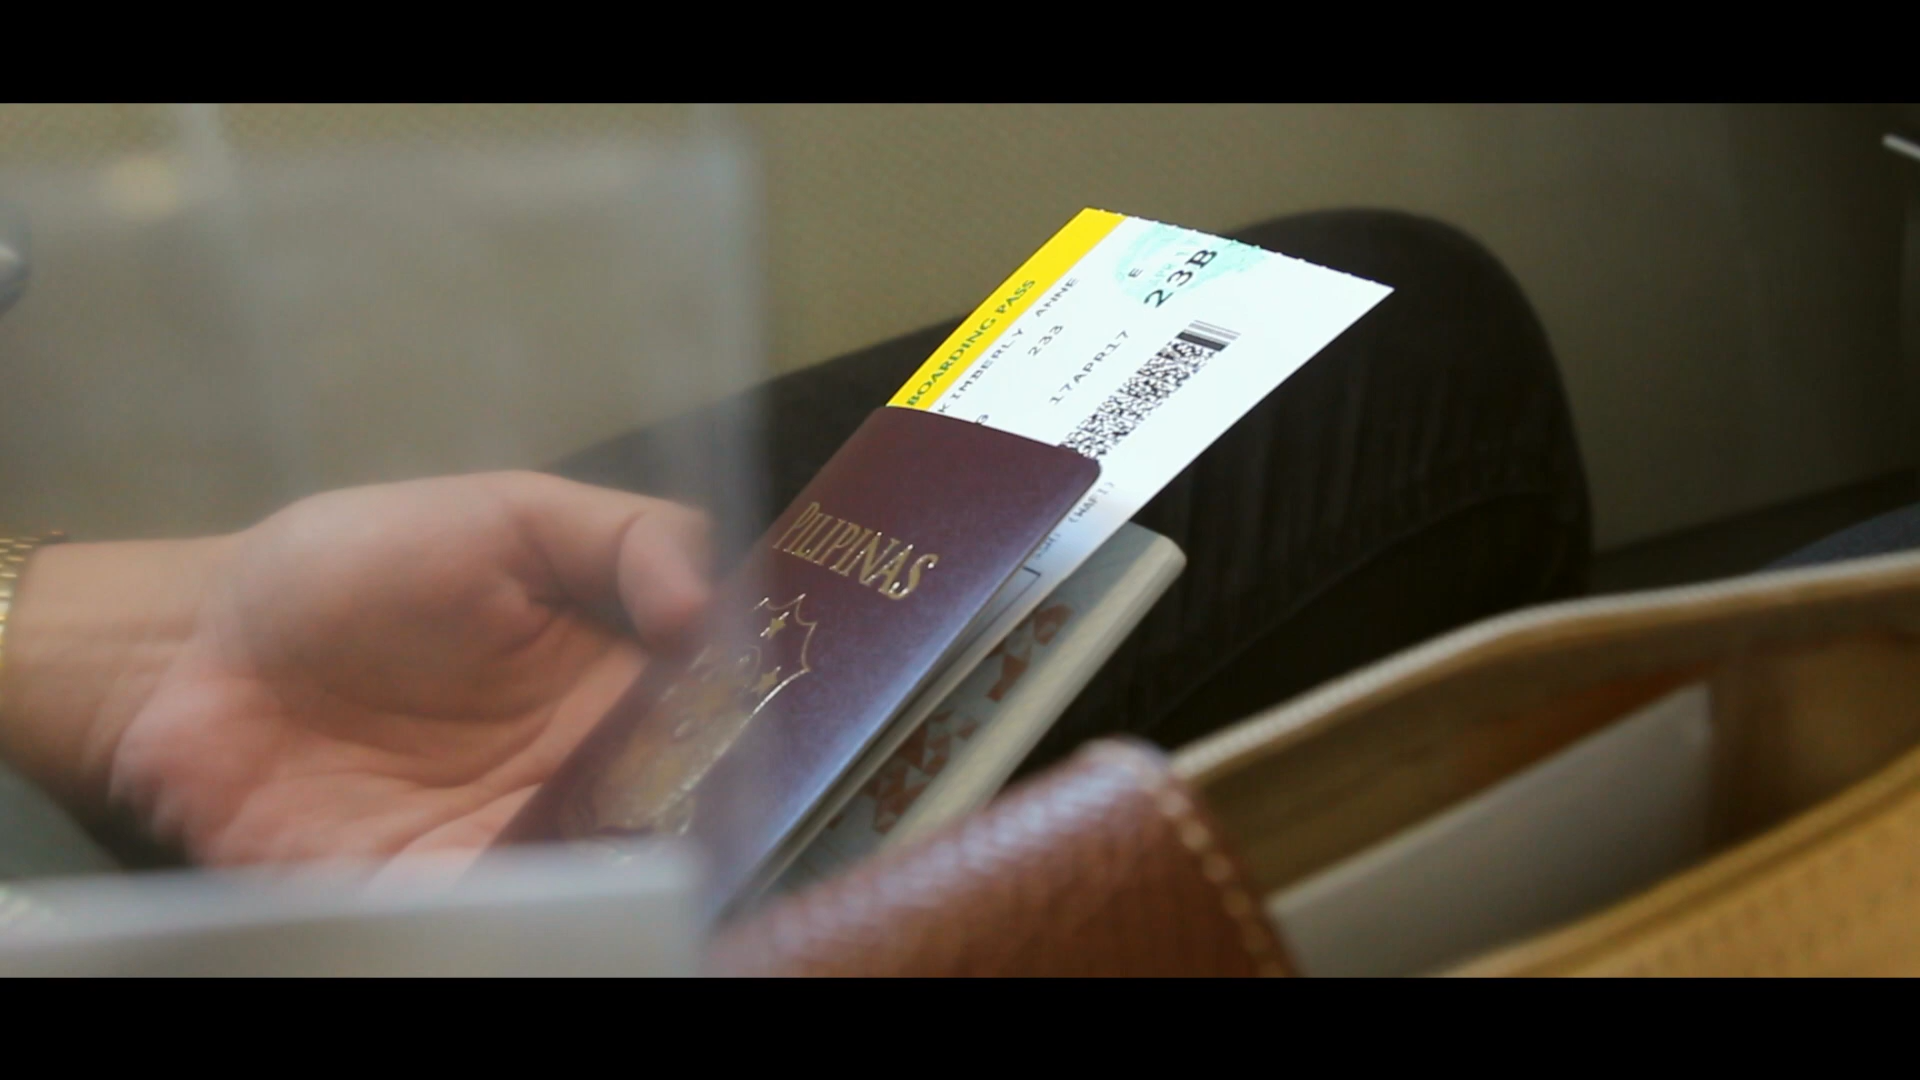 BOARDING PASS
KIMBERLY ANNE
233
17APR17
E
23B
PILIPINAS